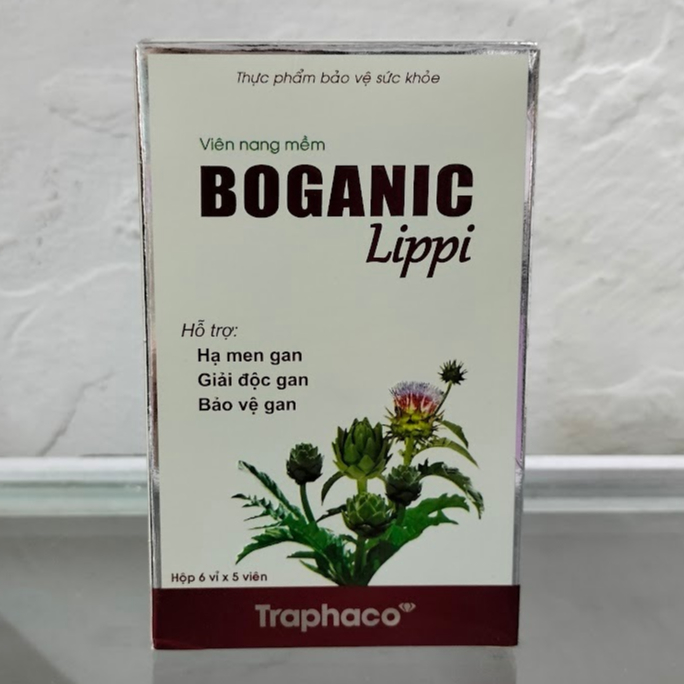 Thực phẩm bảo vệ sức khỏe
Viên nang mềm
BOGANIC
Lippi
Hỗ trợ:
Hạ men gan
Giải độc gan
Bảo vệ gan
Hộp 6 vỉ x 5 viên
Traphaco